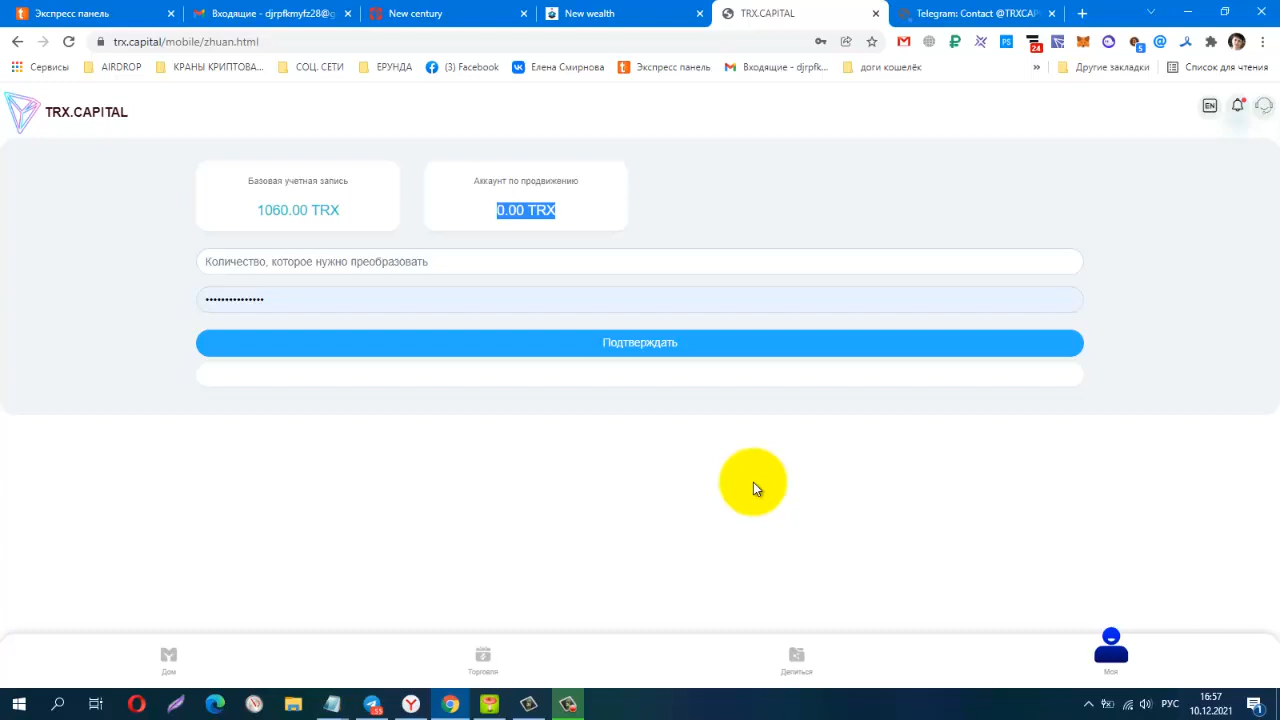 Экспресс панель
Входящие - djrpfkmyfz28@g
New century
New wealth
TRX.CAPITAL
Telegram: Contact @TRXCAP
trx.capital/mobile/zhuan.html
24
5
Сервисы
AIRDROP
КРАНЫ КРИПТОВА...
СОЦ. СЕТИ
ЕРУНДА
(3) Facebook
Елена Смирнова
Экспресс панель
Входящие - djrpfk...
доги кошелёк
»
Другие закладки
Список для чтения
TRX.CAPITAL
EN
Базовая учетная запись
Аккаунт по продвижению
1060.00 TRX
0.00 TRX
Количество, которое нужно преобразовать
•••••••••••••••
Подтверждать
Дом
Торговля
Делиться
Моя
16:57
РУС
10.12.2021